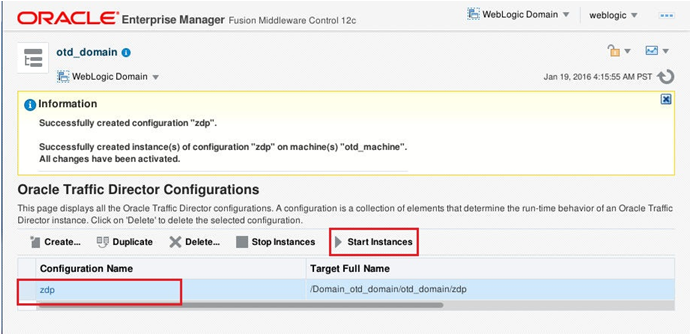 ORACLE Enterprise Manager Fusion Middleware Control 12c
WebLogic Domain
weblogic
otd_domain
WebLogic Domain
Jan 19, 2016 4:15:55 AM PST
Information
Successfully created configuration "zdp".
Successfully created instance(s) of configuration "zdp" on machine(s) "otd_machine".
All changes have been activated.
Oracle Traffic Director Configurations
This page displays all the Oracle Traffic Director configurations. A configuration is a collection of elements that determine the run-time behavior of an Oracle Traffic
Director instance. Click on 'Delete' to delete the selected configuration.
Create... Duplicate Delete... Stop Instances Start Instances
Configuration Name Target Full Name
zdp /Domain_otd_domain/otd_domain/zdp